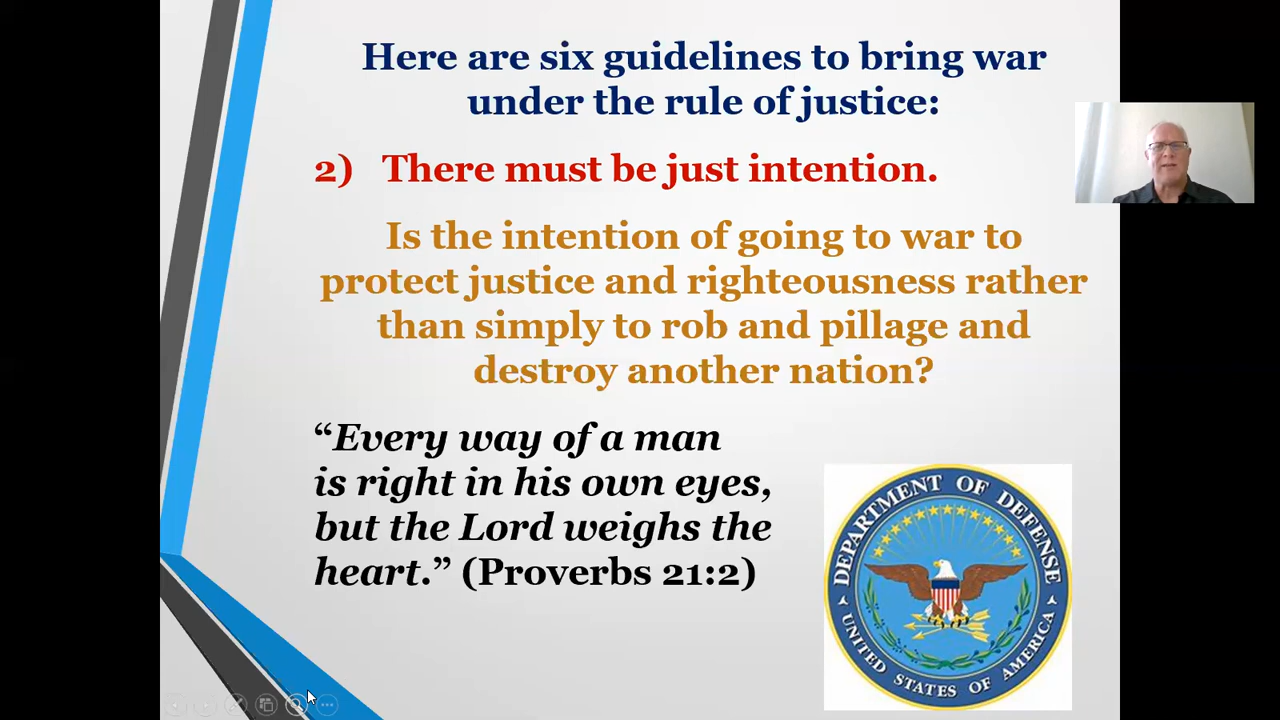 Here are six guidelines to bring war
under the rule of justice:
2) There must be just intention.
Is the intention of going to war to
protect justice and righteousness rather
than simply to rob and pillage and
destroy another nation?
“Every way of a man
is right in his own eyes,
but the Lord weighs the
heart.” (Proverbs 21:2)
DEPARTMENT OF DEFENSE
UNITED STATES OF AMERICA